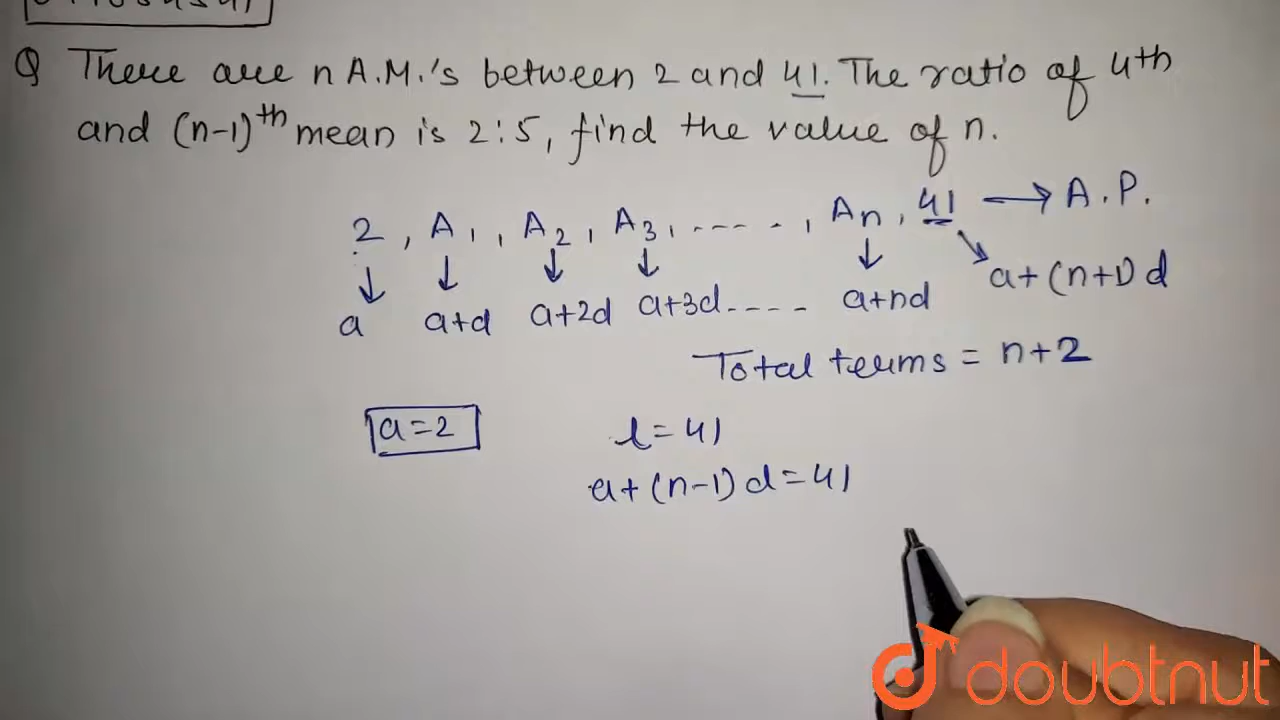 Q There are n A.M.'s between 2 and 41. The ratio of 4th
and (n-1)th mean is 2:5, find the value of n.
2, A1, A2, A3, ----., An, 41 → A.P.
↓ ↓ ↓ ↓ ↓ ↘
a a+d a+2d a+3d---- a+nd a+(n+1)d
Total terms = n+2
a=2 l=41
a+(n-1)d=41
doubtnut